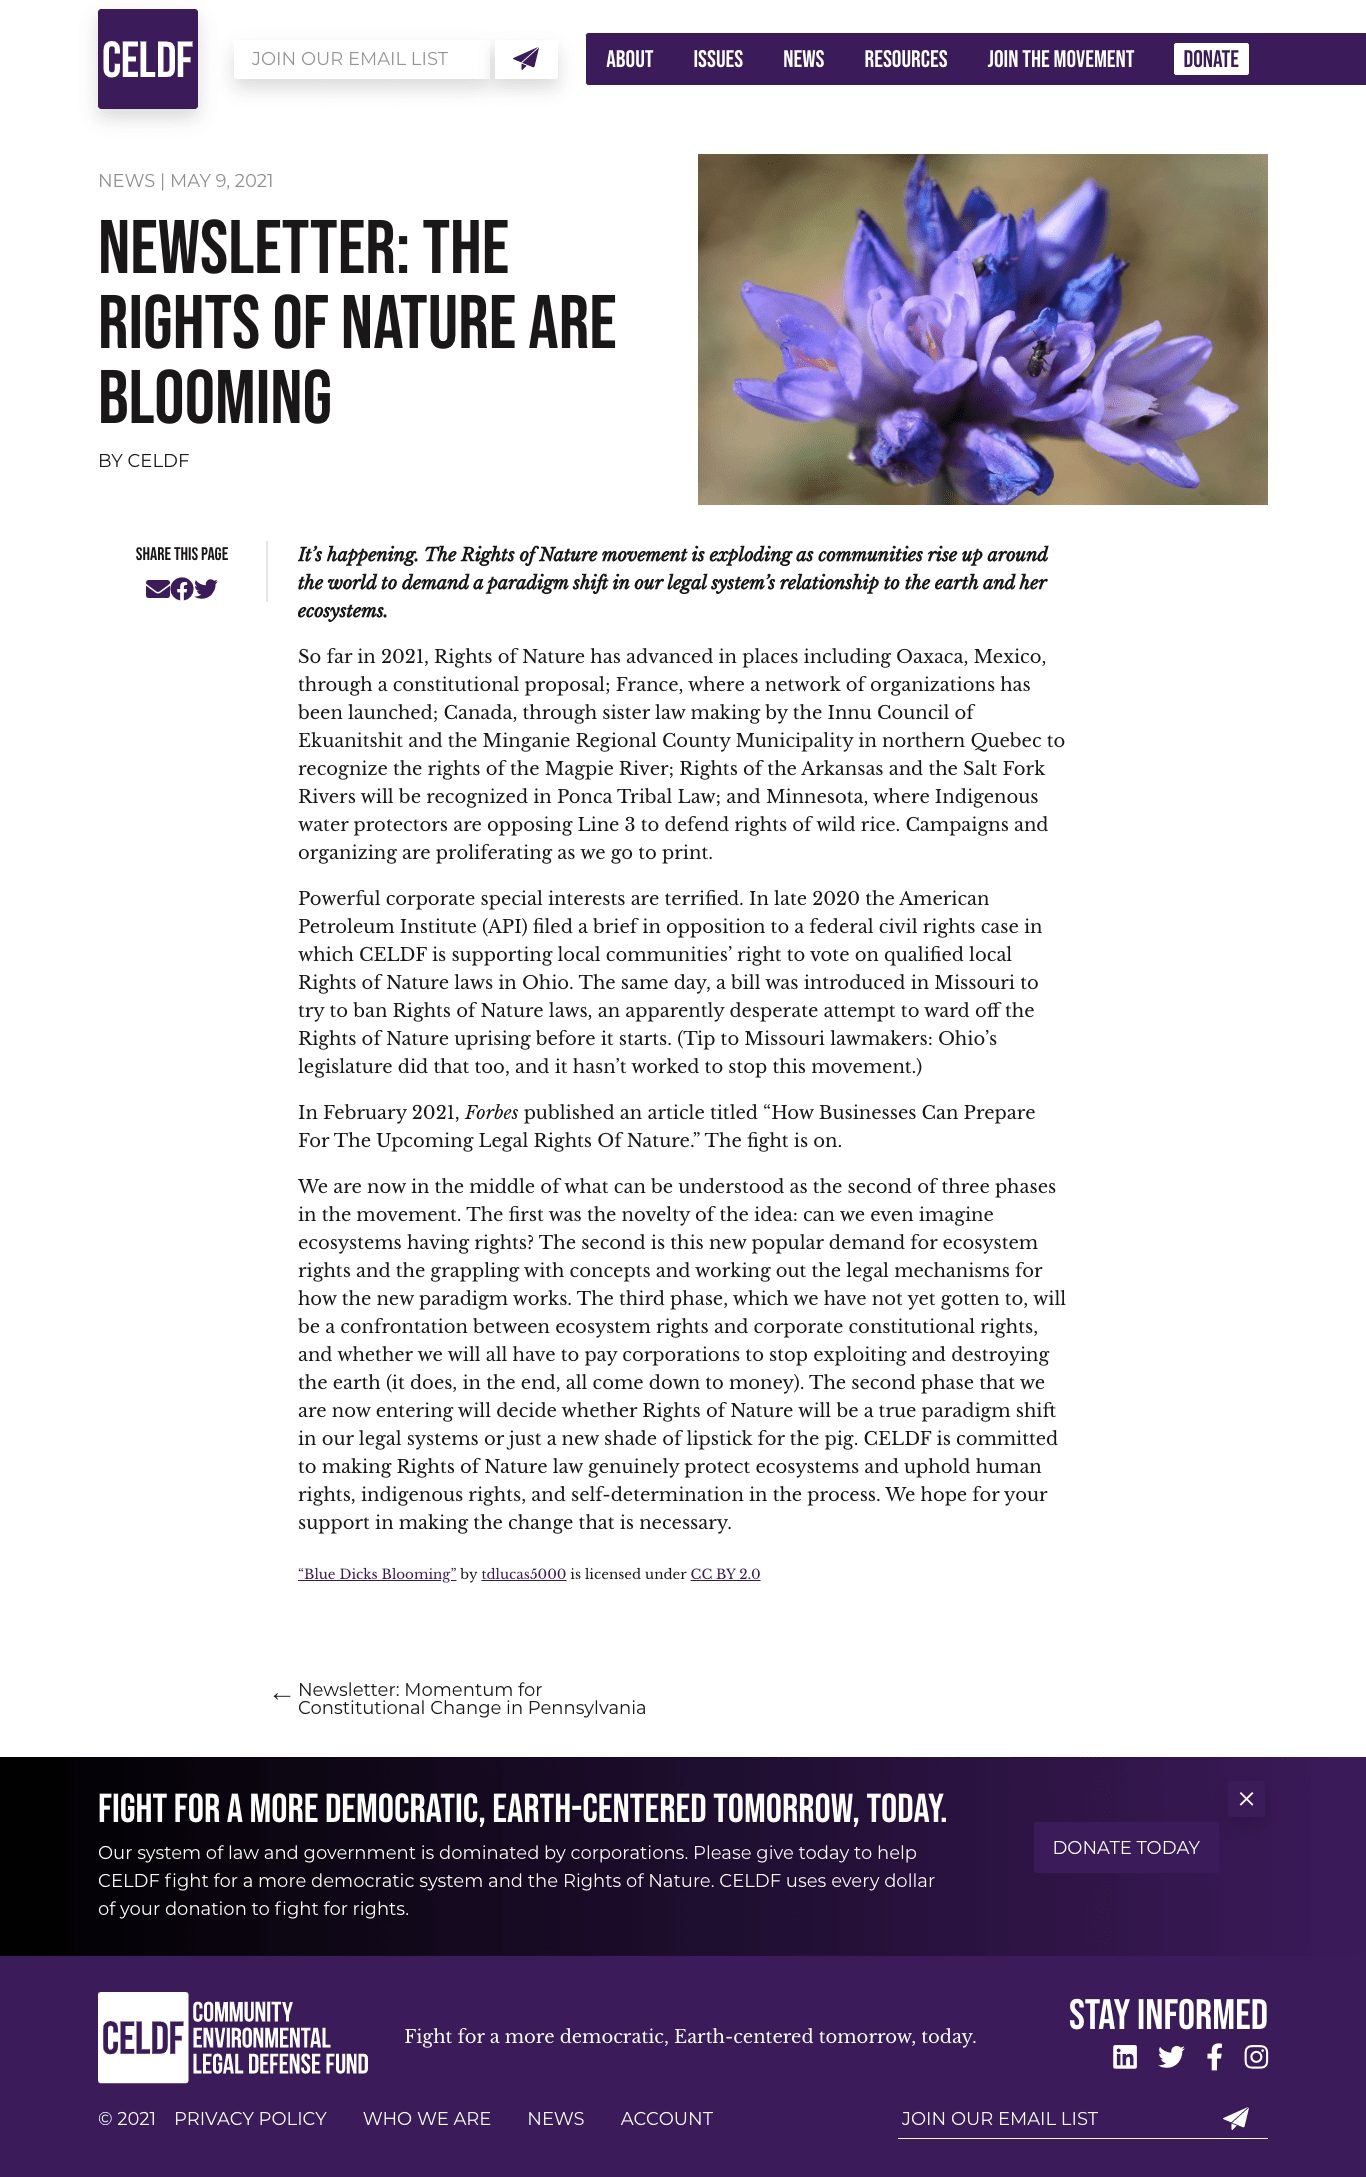 CELDF
JOIN OUR EMAIL LIST
ABOUT ISSUES NEWS RESOURCES JOIN THE MOVEMENT DONATE
NEWS | MAY 9, 2021
NEWSLETTER: THE
RIGHTS OF NATURE ARE
BLOOMING
BY CELDF
SHARE THIS PAGE
It’s happening. The Rights of Nature movement is exploding as communities rise up around
the world to demand a paradigm shift in our legal system’s relationship to the earth and her
ecosystems.
So far in 2021, Rights of Nature has advanced in places including Oaxaca, Mexico,
through a constitutional proposal; France, where a network of organizations has
been launched; Canada, through sister law making by the Innu Council of
Ekuanitshit and the Minganie Regional County Municipality in northern Quebec to
recognize the rights of the Magpie River; Rights of the Arkansas and the Salt Fork
Rivers will be recognized in Ponca Tribal Law; and Minnesota, where Indigenous
water protectors are opposing Line 3 to defend rights of wild rice. Campaigns and
organizing are proliferating as we go to print.
Powerful corporate special interests are terrified. In late 2020 the American
Petroleum Institute (API) filed a brief in opposition to a federal civil rights case in
which CELDF is supporting local communities’ right to vote on qualified local
Rights of Nature laws in Ohio. The same day, a bill was introduced in Missouri to
try to ban Rights of Nature laws, an apparently desperate attempt to ward off the
Rights of Nature uprising before it starts. (Tip to Missouri lawmakers: Ohio’s
legislature did that too, and it hasn’t worked to stop this movement.)
In February 2021, Forbes published an article titled “How Businesses Can Prepare
For The Upcoming Legal Rights Of Nature.” The fight is on.
We are now in the middle of what can be understood as the second of three phases
in the movement. The first was the novelty of the idea: can we even imagine
ecosystems having rights? The second is this new popular demand for ecosystem
rights and the grappling with concepts and working out the legal mechanisms for
how the new paradigm works. The third phase, which we have not yet gotten to, will
be a confrontation between ecosystem rights and corporate constitutional rights,
and whether we will all have to pay corporations to stop exploiting and destroying
the earth (it does, in the end, all come down to money). The second phase that we
are now entering will decide whether Rights of Nature will be a true paradigm shift
in our legal systems or just a new shade of lipstick for the pig. CELDF is committed
to making Rights of Nature law genuinely protect ecosystems and uphold human
rights, indigenous rights, and self-determination in the process. We hope for your
support in making the change that is necessary.
“Blue Dicks Blooming” by tdlucas5000 is licensed under CC BY 2.0
← Newsletter: Momentum for
Constitutional Change in Pennsylvania
FIGHT FOR A MORE DEMOCRATIC, EARTH-CENTERED TOMORROW, TODAY.
Our system of law and government is dominated by corporations. Please give today to help
CELDF fight for a more democratic system and the Rights of Nature. CELDF uses every dollar
of your donation to fight for rights.
DONATE TODAY
CELDF
COMMUNITY
ENVIRONMENTAL
LEGAL DEFENSE FUND
Fight for a more democratic, Earth-centered tomorrow, today.
STAY INFORMED
© 2021 PRIVACY POLICY WHO WE ARE NEWS ACCOUNT
JOIN OUR EMAIL LIST